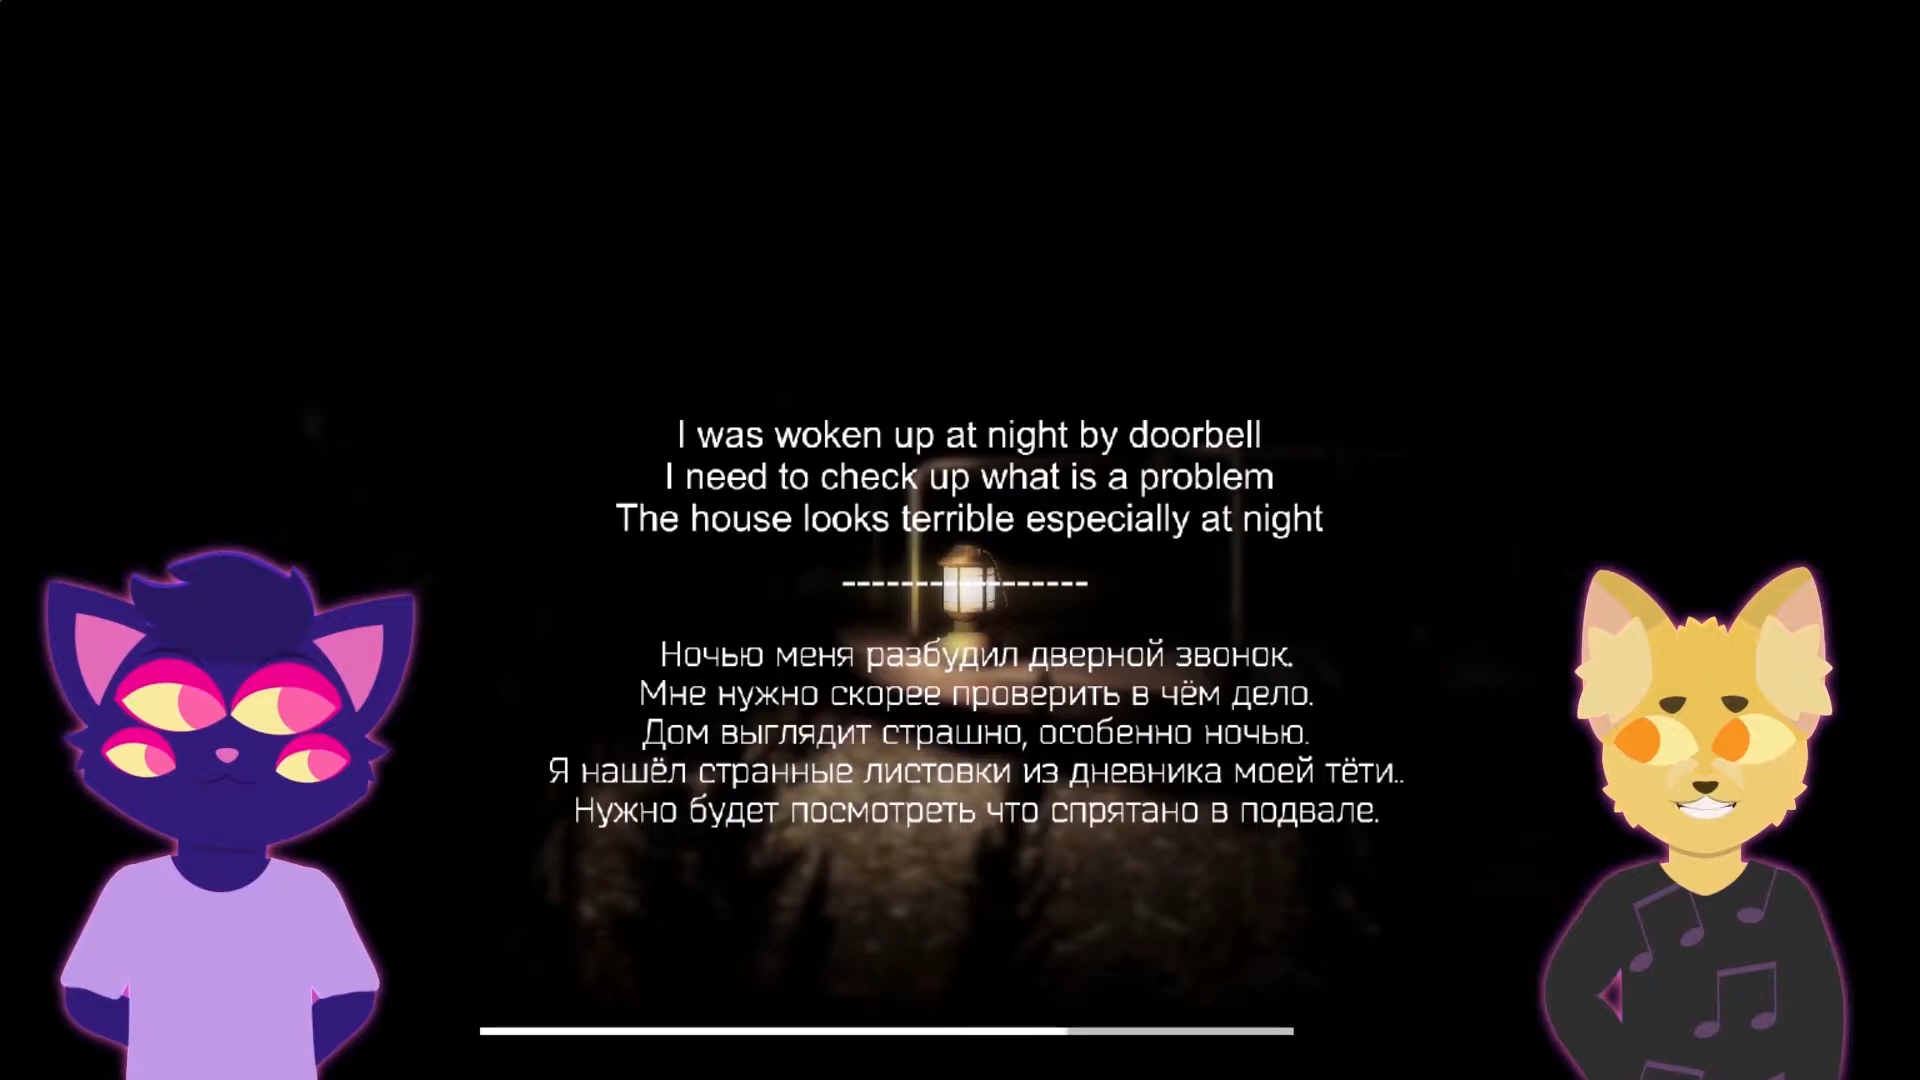 I was woken up at night by doorbell
I need to check up what is a problem
The house looks terrible especially at night
-----------------
Ночью меня разбудил дверной звонок.
Мне нужно скорее проверить в чём дело.
Дом выглядит страшно, особенно ночью.
Я нашёл странные листовки из дневника моей тёти..
Нужно будет посмотреть что спрятано в подвале.